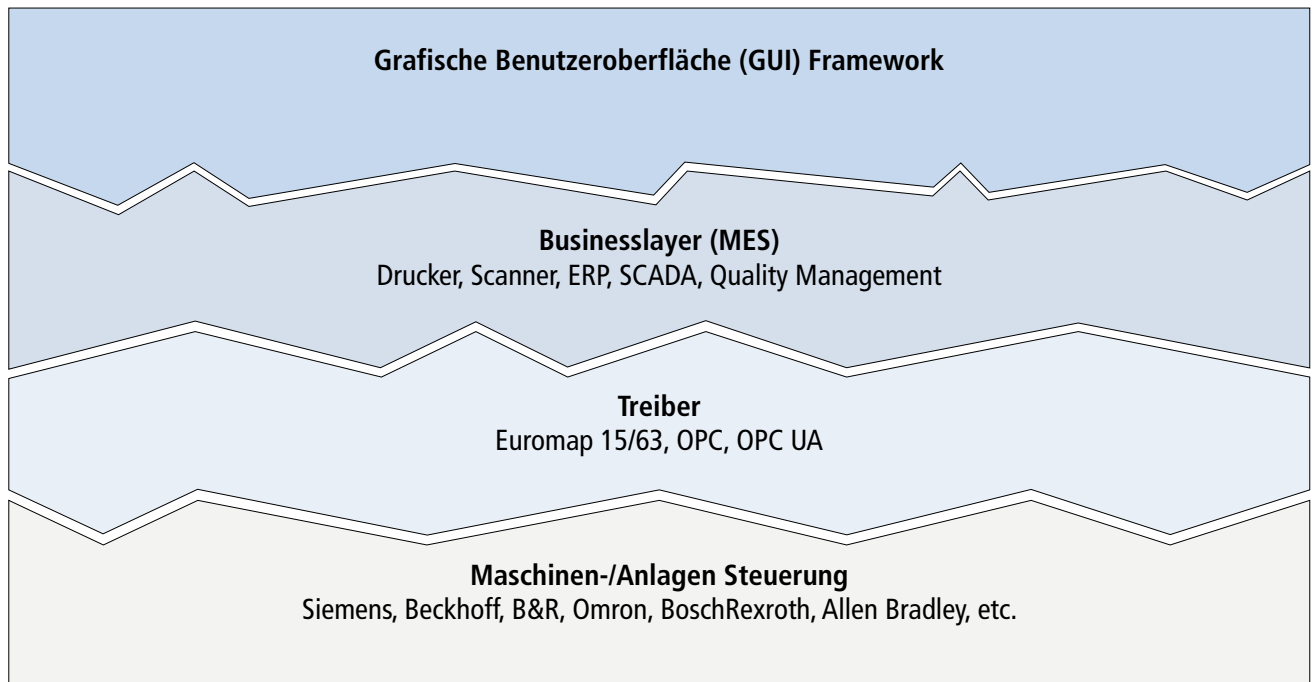 Grafische Benutzeroberfläche (GUI) Framework
Businesslayer (MES)
Drucker, Scanner, ERP, SCADA, Quality Management
Treiber
Euromap 15/63, OPC, OPC UA
Maschinen-/Anlagen Steuerung
Siemens, Beckhoff, B&R, Omron, BoschRexroth, Allen Bradley, etc.